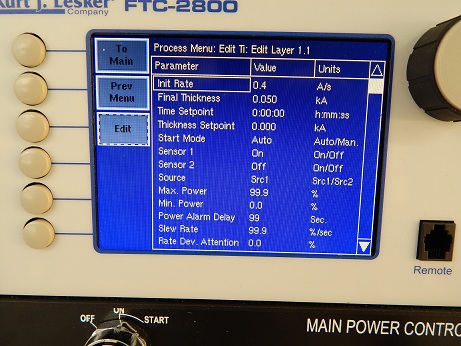 Kurt J. Lesker
Company
FTC-2800
To Main
Process Menu: Edit Ti: Edit Layer 1.1
Parameter Value Units
Prev Menu
Edit
Init Rate 0.4 A/s
Final Thickness 0.050 kA
Time Setpoint 0:00:00 h:mm:ss
Thickness Setpoint 0.000 kA
Start Mode Auto Auto/Man.
Sensor 1 On On/Off
Sensor 2 Off On/Off
Source Src1 Src1/Src2
Max. Power 99.9 %
Min. Power 0.0 %
Power Alarm Delay 99 Sec.
Slew Rate 99.9 %/sec
Rate Dev. Attention 0.0 %
Remote
OFF ON START
MAIN POWER CONTRO